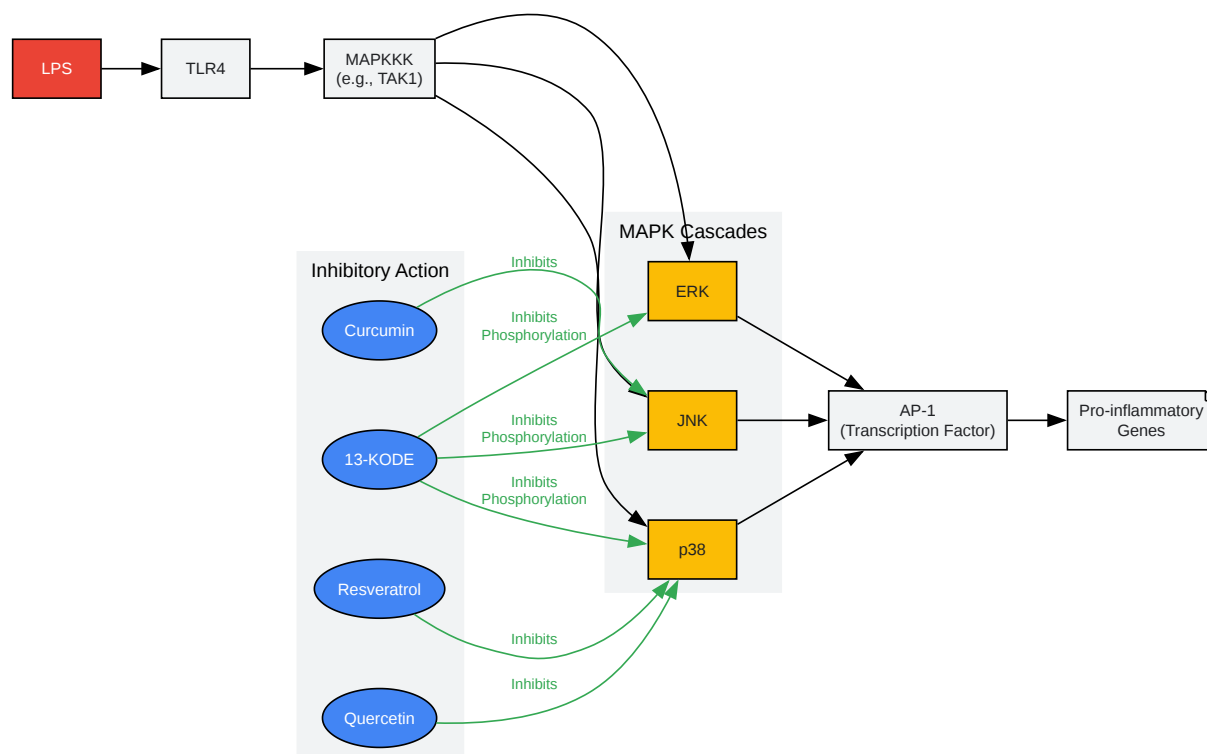 LPS
TLR4
MAPKKK
(e.g., TAK1)
MAPK Cascades
Inhibitory Action
Inhibits
ERK
Curcumin
Inhibits
Phosphorylation
JNK
AP-1
(Transcription Factor)
Pro-inflammatory
Genes
Inhibits
Phosphorylation
13-KODE
Inhibits
Phosphorylation
p38
Resveratrol
Inhibits
Inhibits
Quercetin